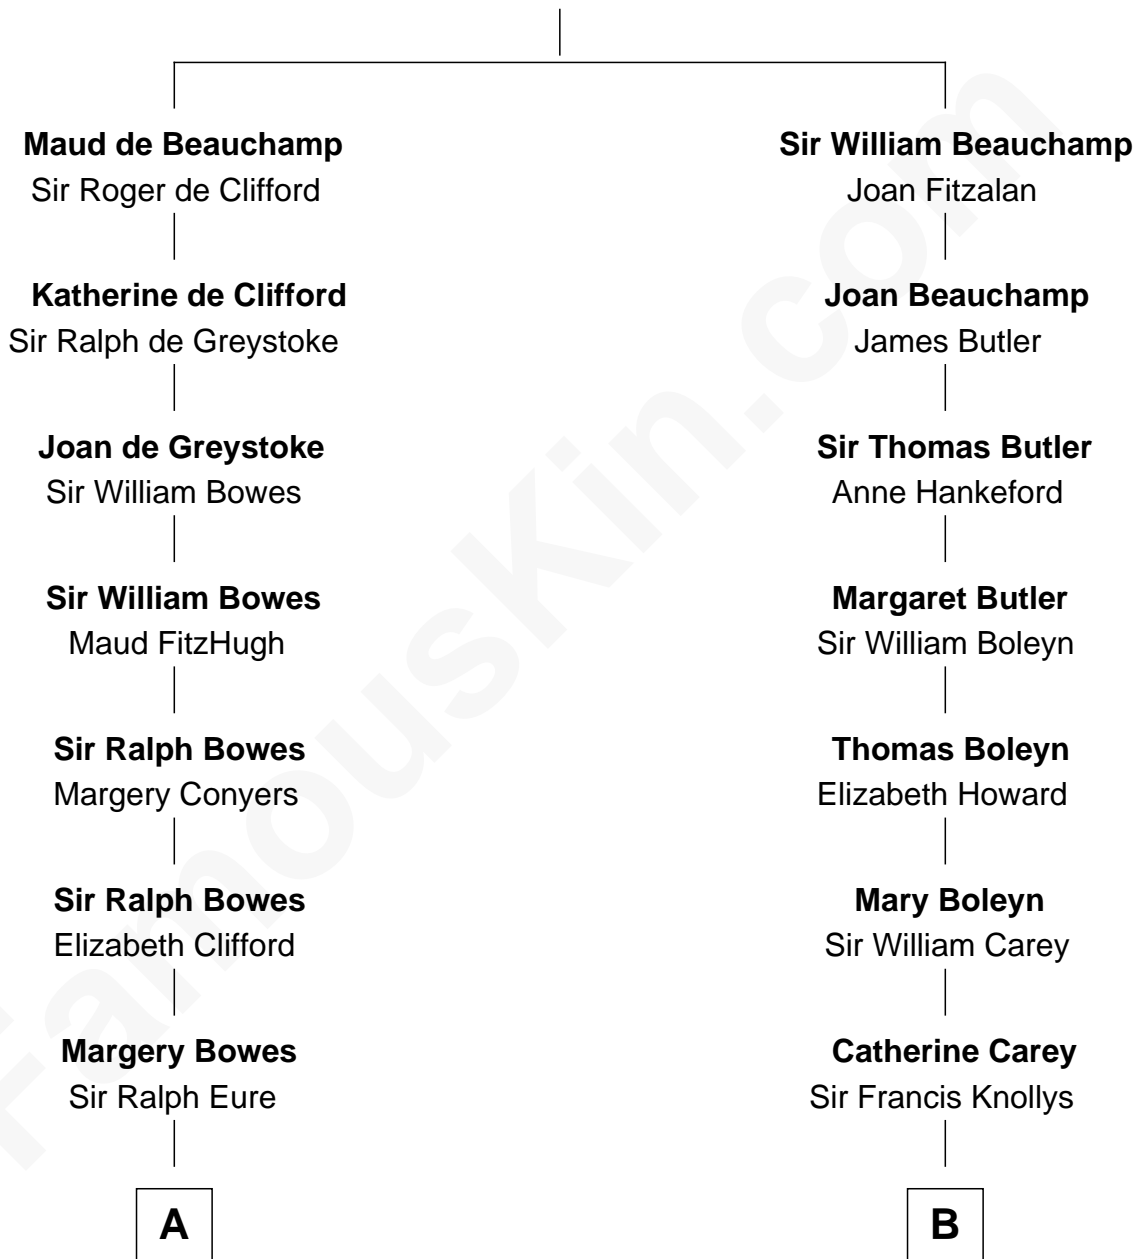 Maud de Beauchamp
Sir Roger de Clifford
Katherine de Clifford
Sir Ralph de Greystoke
Joan de Greystoke
Sir William Bowes
Sir William Bowes
Maud FitzHugh
Sir Ralph Bowes
Margery Conyers
Sir Ralph Bowes
Elizabeth Clifford
Margery Bowes
Sir Ralph Eure
A
Sir William Beauchamp
Joan Fitzalan
Joan Beauchamp
James Butler
Sir Thomas Butler
Anne Hankeford
Margaret Butler
Sir William Boleyn
Thomas Boleyn
Elizabeth Howard
Mary Boleyn
Sir William Carey
Catherine Carey
Sir Francis Knollys
B
FamousKin.com